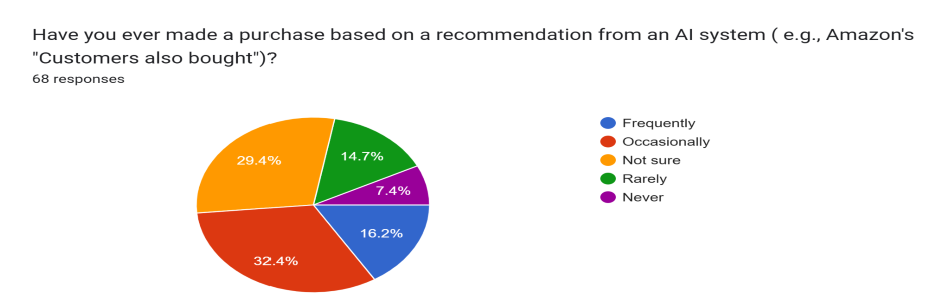 Have you ever made a purchase based on a recommendation from an AI system ( e.g., Amazon's
"Customers also bought")?
68 responses
Frequently
Occasionally
Not sure
Rarely
Never
29.4%
14.7%
7.4%
16.2%
32.4%